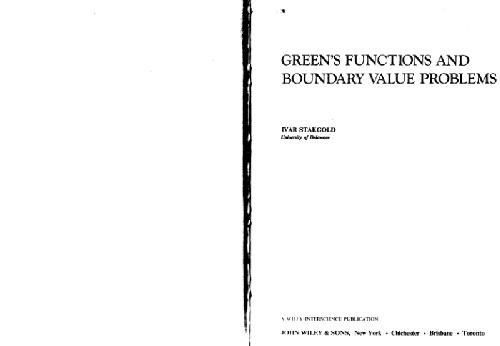 GREEN'S FUNCTIONS AND
BOUNDARY VALUE PROBLEMS
IVAR STAKGOLD
University of Delaware
A WILEY-INTERSCIENCE PUBLICATION
JOHN WILEY & SONS, New York • Chichester • Brisbane • Toronto